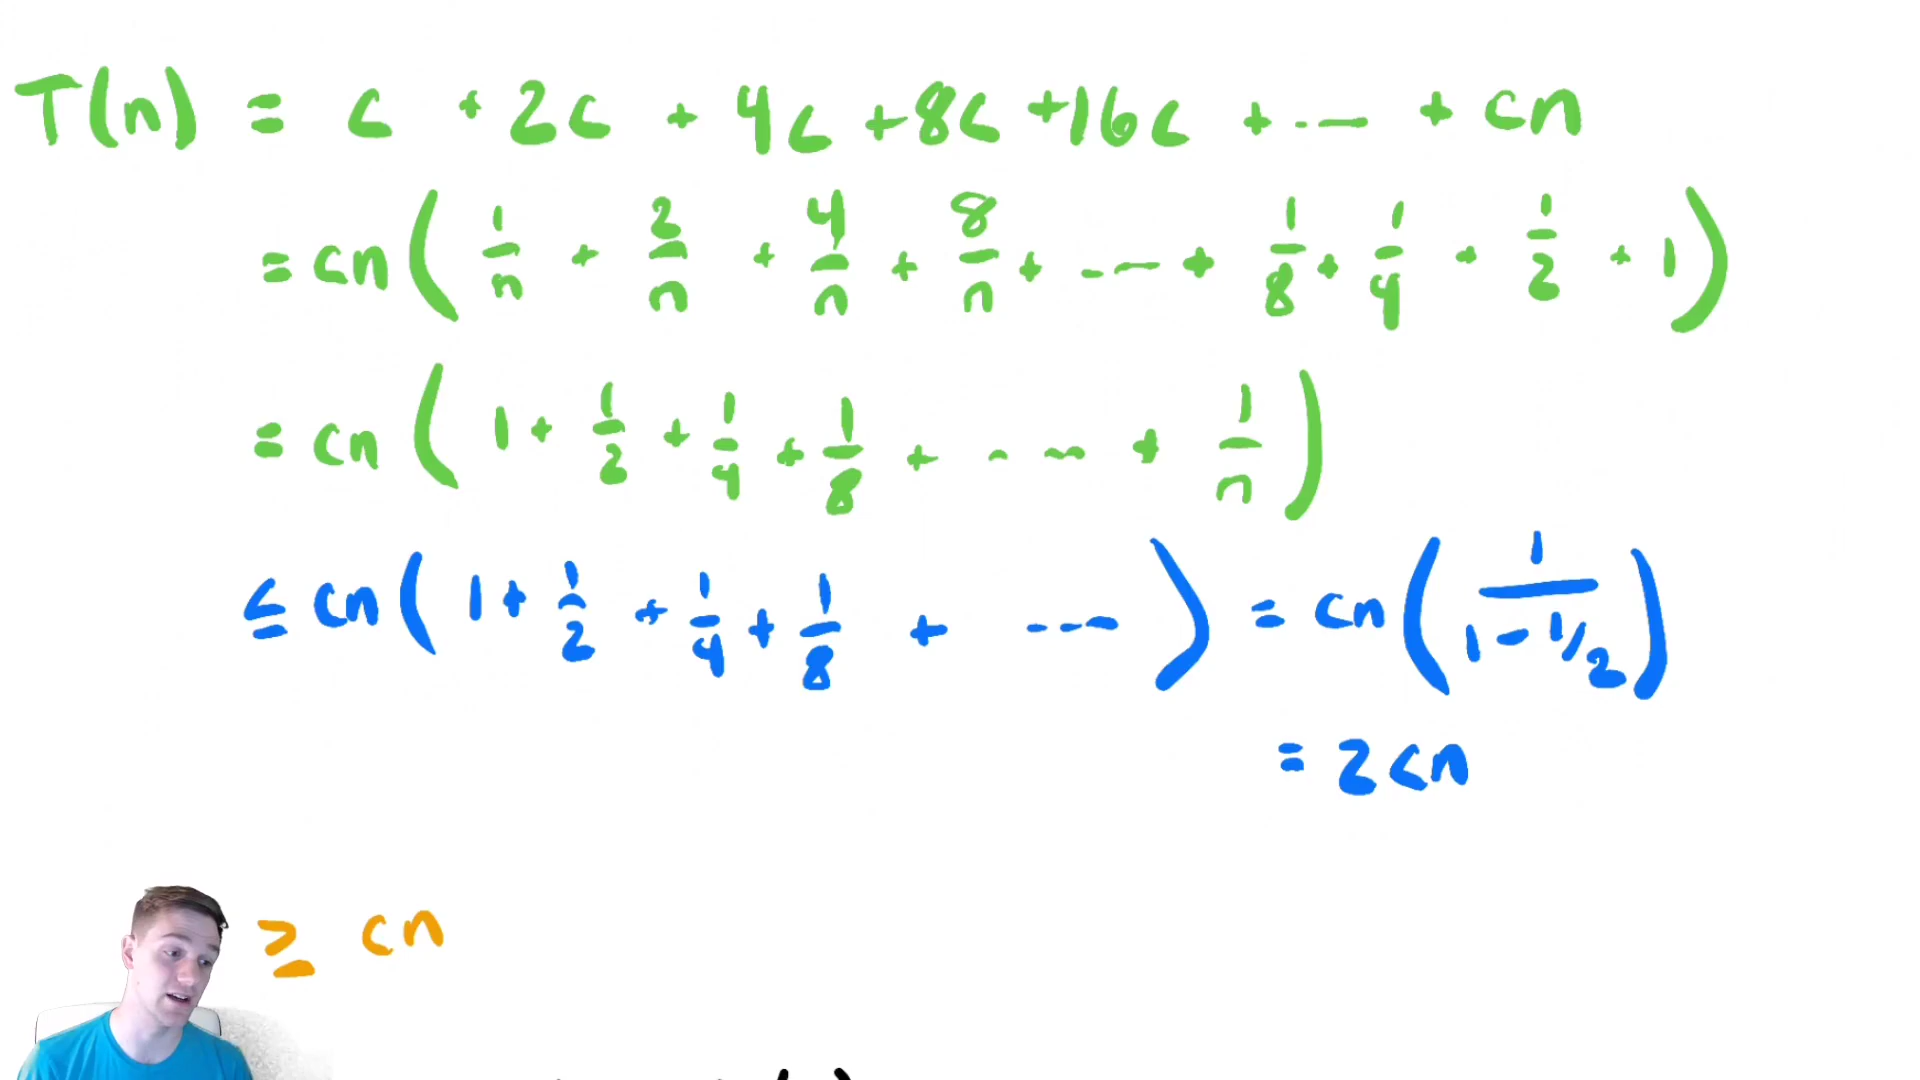 T(n) = c + 2c + 4c + 8c + 16c + ... + cn
= cn ( 1/n + 2/n + 4/n + 8/n + ... + 1/8 + 1/4 + 1/2 + 1 )
= cn ( 1 + 1/2 + 1/4 + 1/8 + ... + 1/n )
≤ cn ( 1 + 1/2 + 1/4 + 1/8 + ... ) = cn ( 1 / (1 - 1/2) )
= 2cn
≥ cn